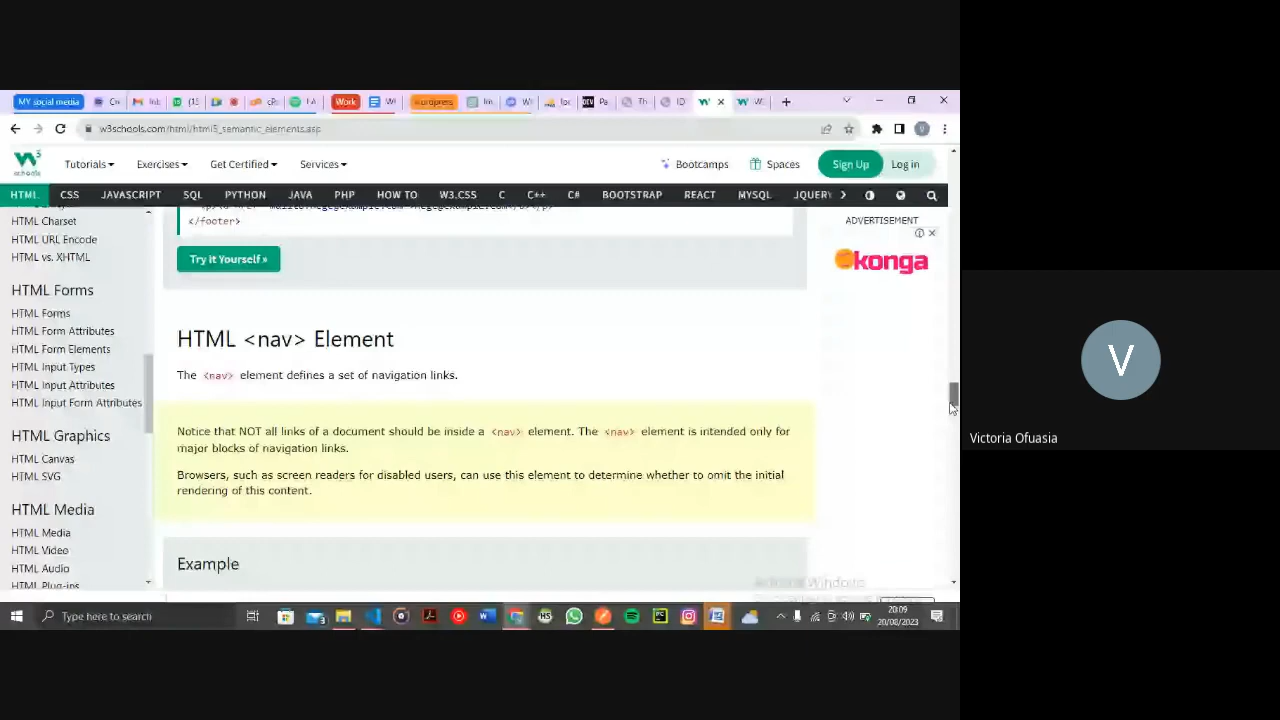 MY social media
Work
w3schools.com/html/html5_semantic_elements.asp
W3
schools
Tutorials
Exercises
Get Certified
Services
Bootcamps
Spaces
Sign Up
Log in
HTML
CSS
JAVASCRIPT
SQL
PYTHON
JAVA
PHP
HOW TO
W3.CSS
C
C++
C#
BOOTSTRAP
REACT
MYSQL
JQUERY
HTML Charset
HTML URL Encode
HTML vs. XHTML
HTML Forms
HTML Forms
HTML Form Attributes
HTML Form Elements
HTML Input Types
HTML Input Attributes
HTML Input Form Attributes
HTML Graphics
HTML Canvas
HTML SVG
HTML Media
HTML Media
HTML Video
HTML Audio
HTML Plug-ins
</footer>
Try it Yourself »
HTML <nav> Element
The <nav> element defines a set of navigation links.
Notice that NOT all links of a document should be inside a <nav> element. The <nav> element is intended only for
major blocks of navigation links.
Browsers, such as screen readers for disabled users, can use this element to determine whether to omit the initial
rendering of this content.
Example
ADVERTISEMENT
konga
Type here to search
20:09
20/08/2023
V
Victoria Ofuasia